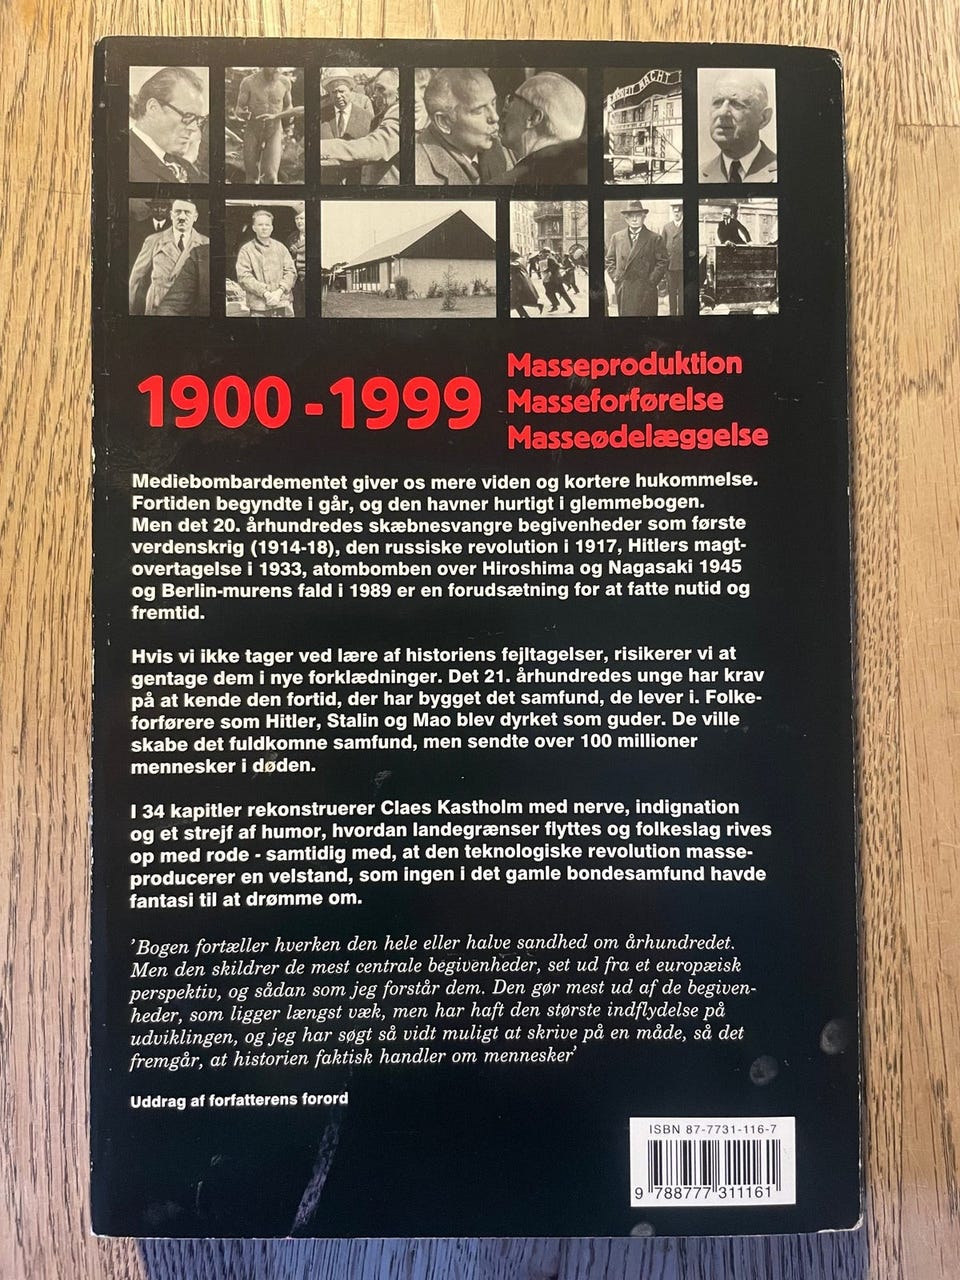 ARBEIT MACHT F
1900 - 1999
Masseproduktion
Masseforførelse
Masseødelæggelse
Mediebombardementet giver os mere viden og kortere hukommelse.
Fortiden begyndte i går, og den havner hurtigt i glemmebogen.
Men det 20. århundredes skæbnesvangre begivenheder som første
verdenskrig (1914-18), den russiske revolution i 1917, Hitlers magt-
overtagelse i 1933, atombomben over Hiroshima og Nagasaki 1945
og Berlin-murens fald i 1989 er en forudsætning for at fatte nutid og
fremtid.
Hvis vi ikke tager ved lære af historiens fejltagelser, risikerer vi at
gentage dem i nye forklædninger. Det 21. århundredes unge har krav
på at kende den fortid, der har bygget det samfund, de lever i. Folke-
forførere som Hitler, Stalin og Mao blev dyrket som guder. De ville
skabe det fuldkomne samfund, men sendte over 100 millioner
mennesker i døden.
I 34 kapitler rekonstruerer Claes Kastholm med nerve, indignation
og et strejf af humor, hvordan landegrænser flyttes og folkeslag rives
op med rode - samtidig med, at den teknologiske revolution masse-
producerer en velstand, som ingen i det gamle bondesamfund havde
fantasi til at drømme om.
'Bogen fortæller hverken den hele eller halve sandhed om århundredet.
Men den skildrer de mest centrale begivenheder, set ud fra et europæisk
perspektiv, og sådan som jeg forstår dem. Den gør mest ud af de begiven-
heder, som ligger længst væk, men har haft den største indflydelse på
udviklingen, og jeg har søgt så vidt muligt at skrive på en måde, så det
fremgår, at historien faktisk handler om mennesker'
Uddrag af forfatterens forord
ISBN 87-7731-116-7
9 788777 311161